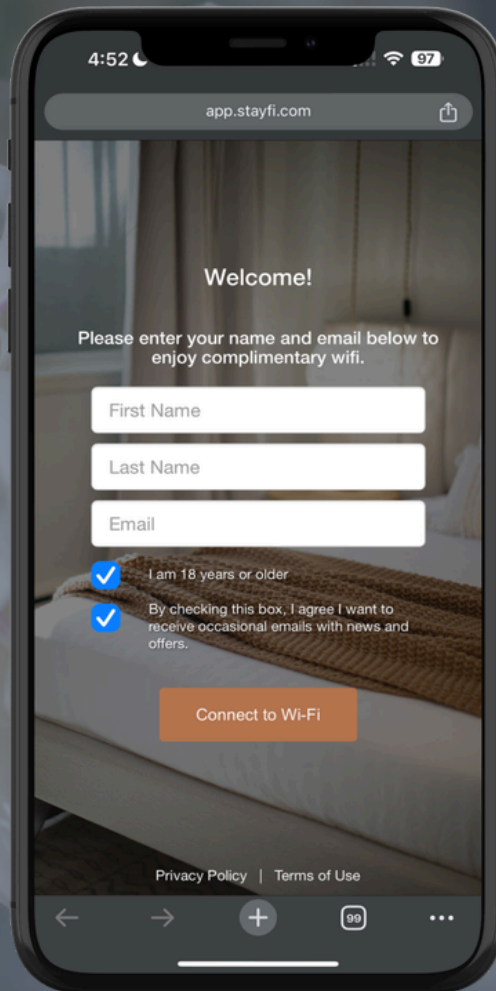 4:52
97
app.stayfi.com
Welcome!
Please enter your name and email below to
enjoy complimentary wifi.
First Name
Last Name
Email
I am 18 years or older
By checking this box, I agree I want to
receive occasional emails with news and
offers.
Connect to Wi-Fi
Privacy Policy | Terms of Use
99